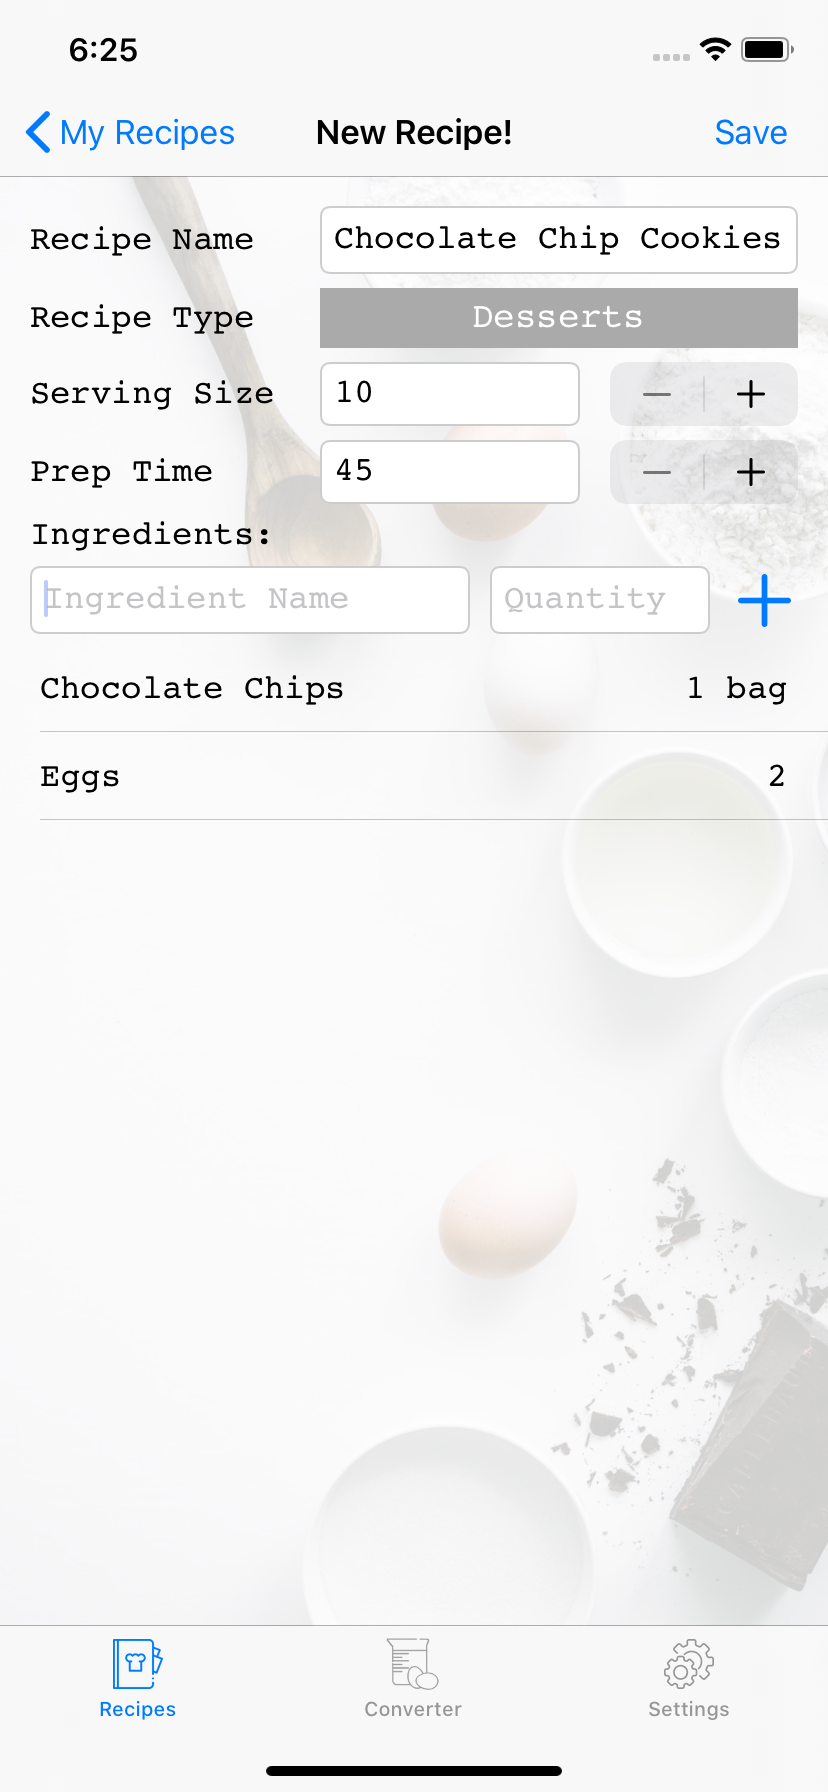 6:25
My Recipes New Recipe! Save
Recipe Name Chocolate Chip Cookies
Recipe Type Desserts
Serving Size 10
Prep Time 45
Ingredients:
Ingredient Name Quantity
Chocolate Chips 1 bag
Eggs 2
Recipes Converter Settings